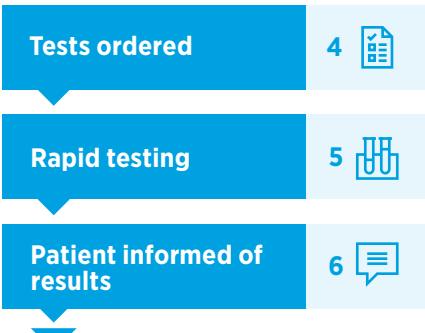 Tests ordered 4
Rapid testing 5
Patient informed of
results 6